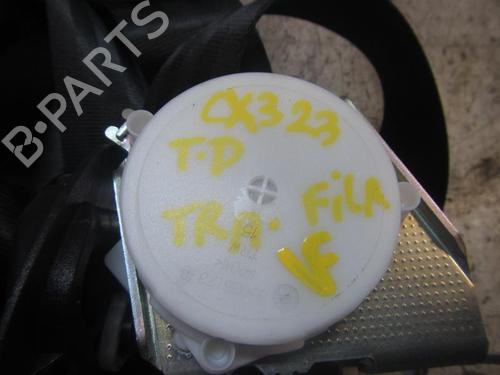 B-PARTS
CX323
T.D
TRA. FILA
VF